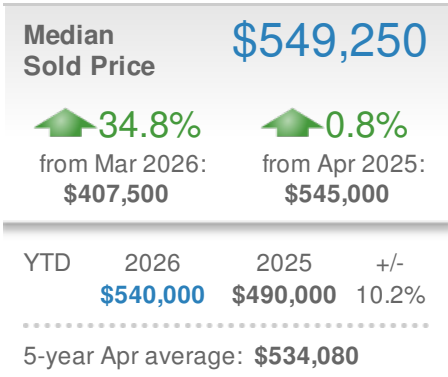 Median $549,250
Sold Price
34.8% 0.8%
from Mar 2026: from Apr 2025:
$407,500 $545,000
YTD 2026 2025 +/-
$540,000 $490,000 10.2%
5-year Apr average: $534,080